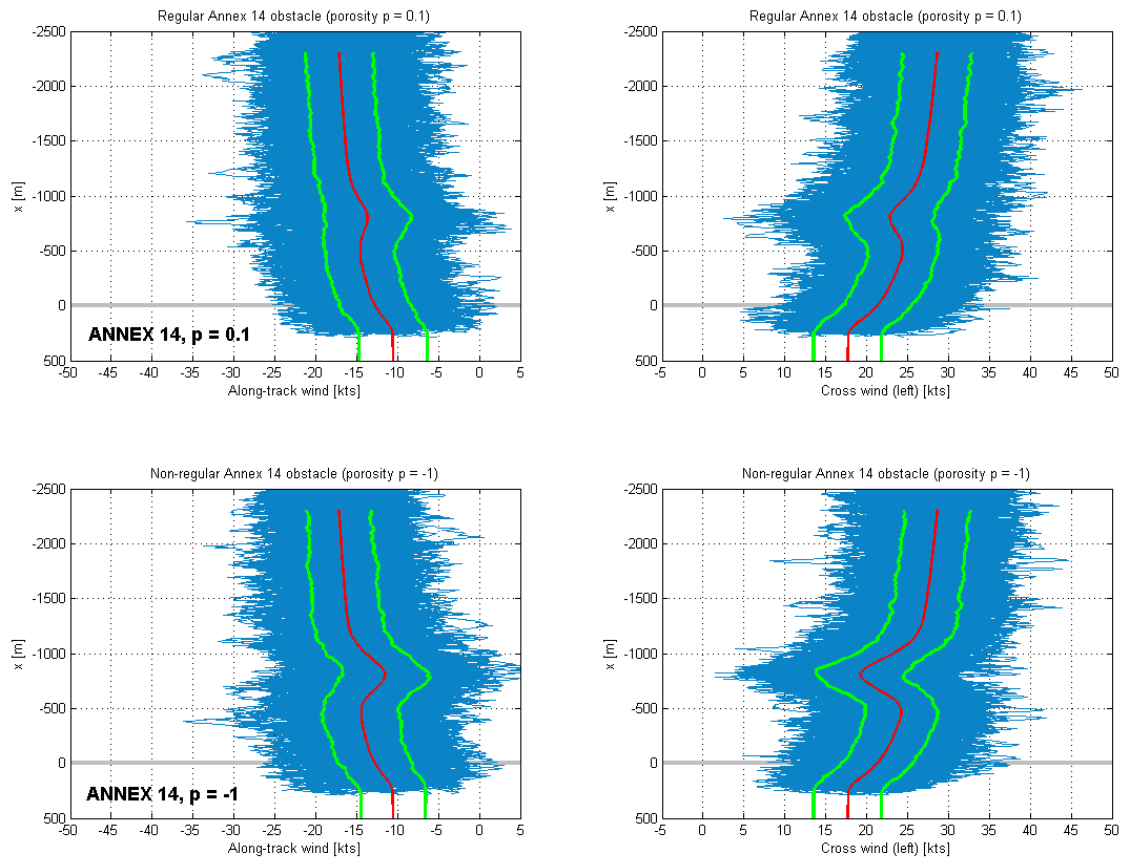 Regular Annex 14 obstacle (porosity p = 0.1)
-2500
-2000
-1500
x [m]
-1000
-500
0
ANNEX 14, p = 0.1
500
-50 -45 -40 -35 -30 -25 -20 -15 -10 -5 0 5
Along-track wind [kts]
Regular Annex 14 obstacle (porosity p = 0.1)
-2500
-2000
-1500
x [m]
-1000
-500
0
500
-5 0 5 10 15 20 25 30 35 40 45 50
Cross wind (left) [kts]
Non-regular Annex 14 obstacle (porosity p = -1)
-2500
-2000
-1500
x [m]
-1000
-500
0
ANNEX 14, p = -1
500
-50 -45 -40 -35 -30 -25 -20 -15 -10 -5 0 5
Along-track wind [kts]
Non-regular Annex 14 obstacle (porosity p = -1)
-2500
-2000
-1500
x [m]
-1000
-500
0
500
-5 0 5 10 15 20 25 30 35 40 45 50
Cross wind (left) [kts]